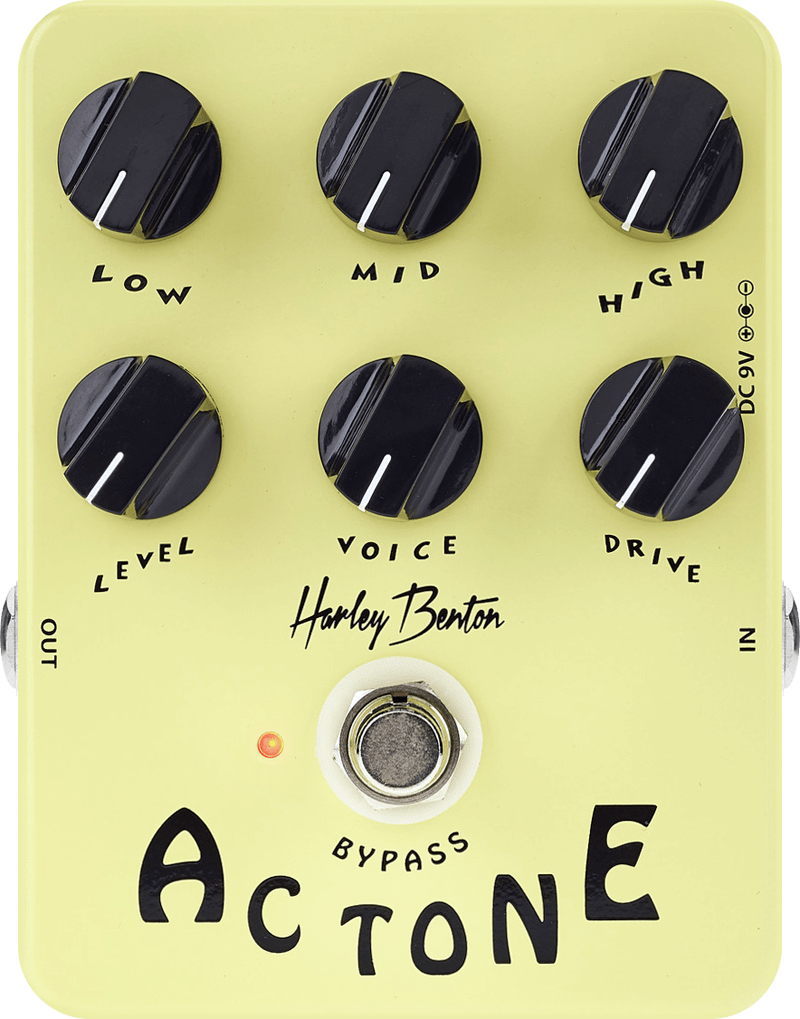 LOW
MID
HIGH
DC 9V
LEVEL
VOICE
DRIVE
Harley Benton
OUT
IN
BYPASS
AC TONE